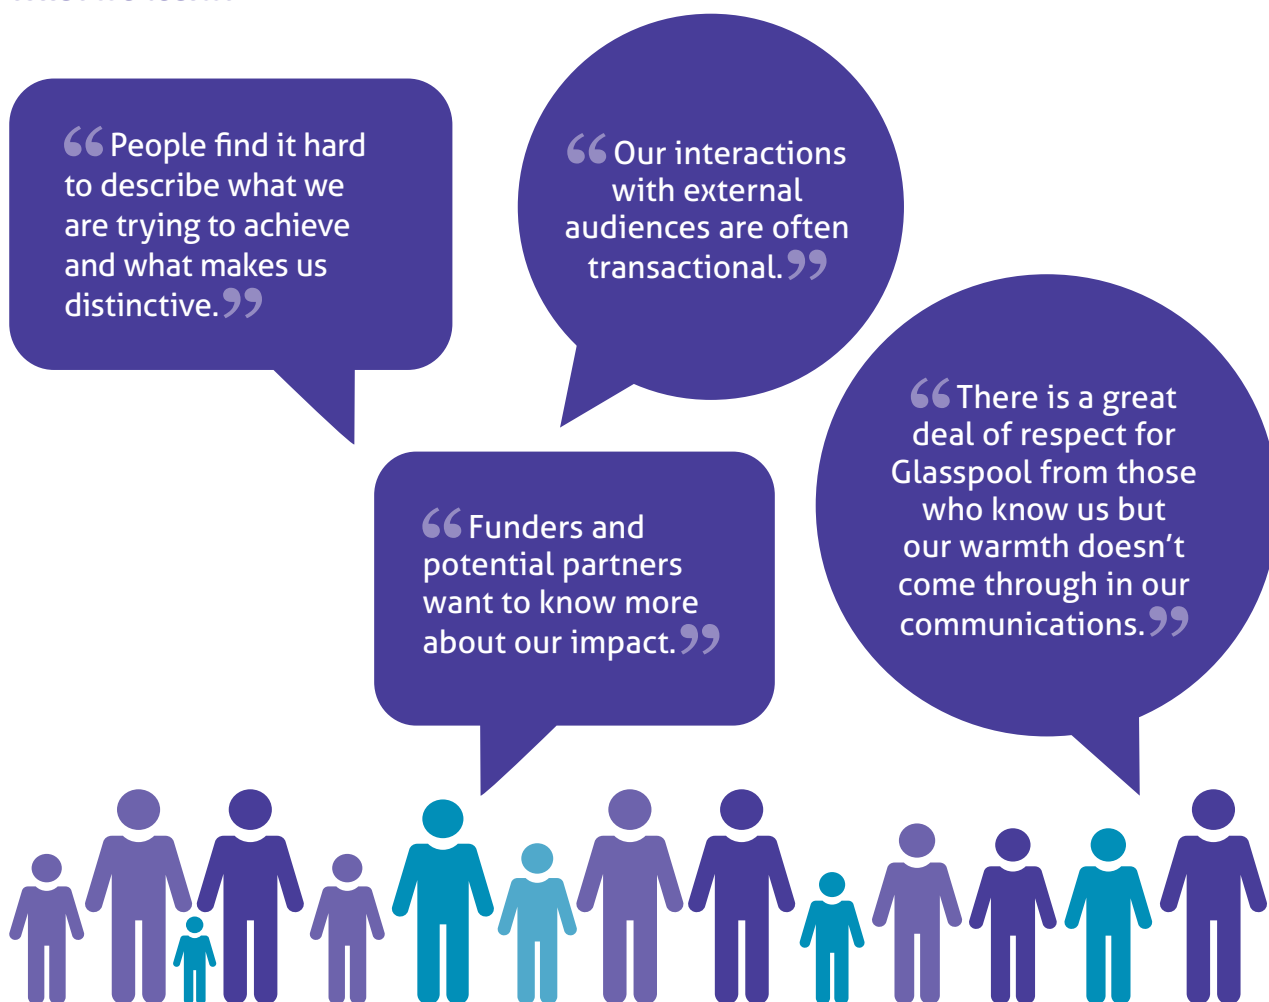 “People find it hard
to describe what we
are trying to achieve
and what makes us
distinctive.”
“Our interactions
with external
audiences are often
transactional.”
“There is a great
deal of respect for
Glasspool from those
who know us but
our warmth doesn’t
come through in our
communications.”
“Funders and
potential partners
want to know more
about our impact.”